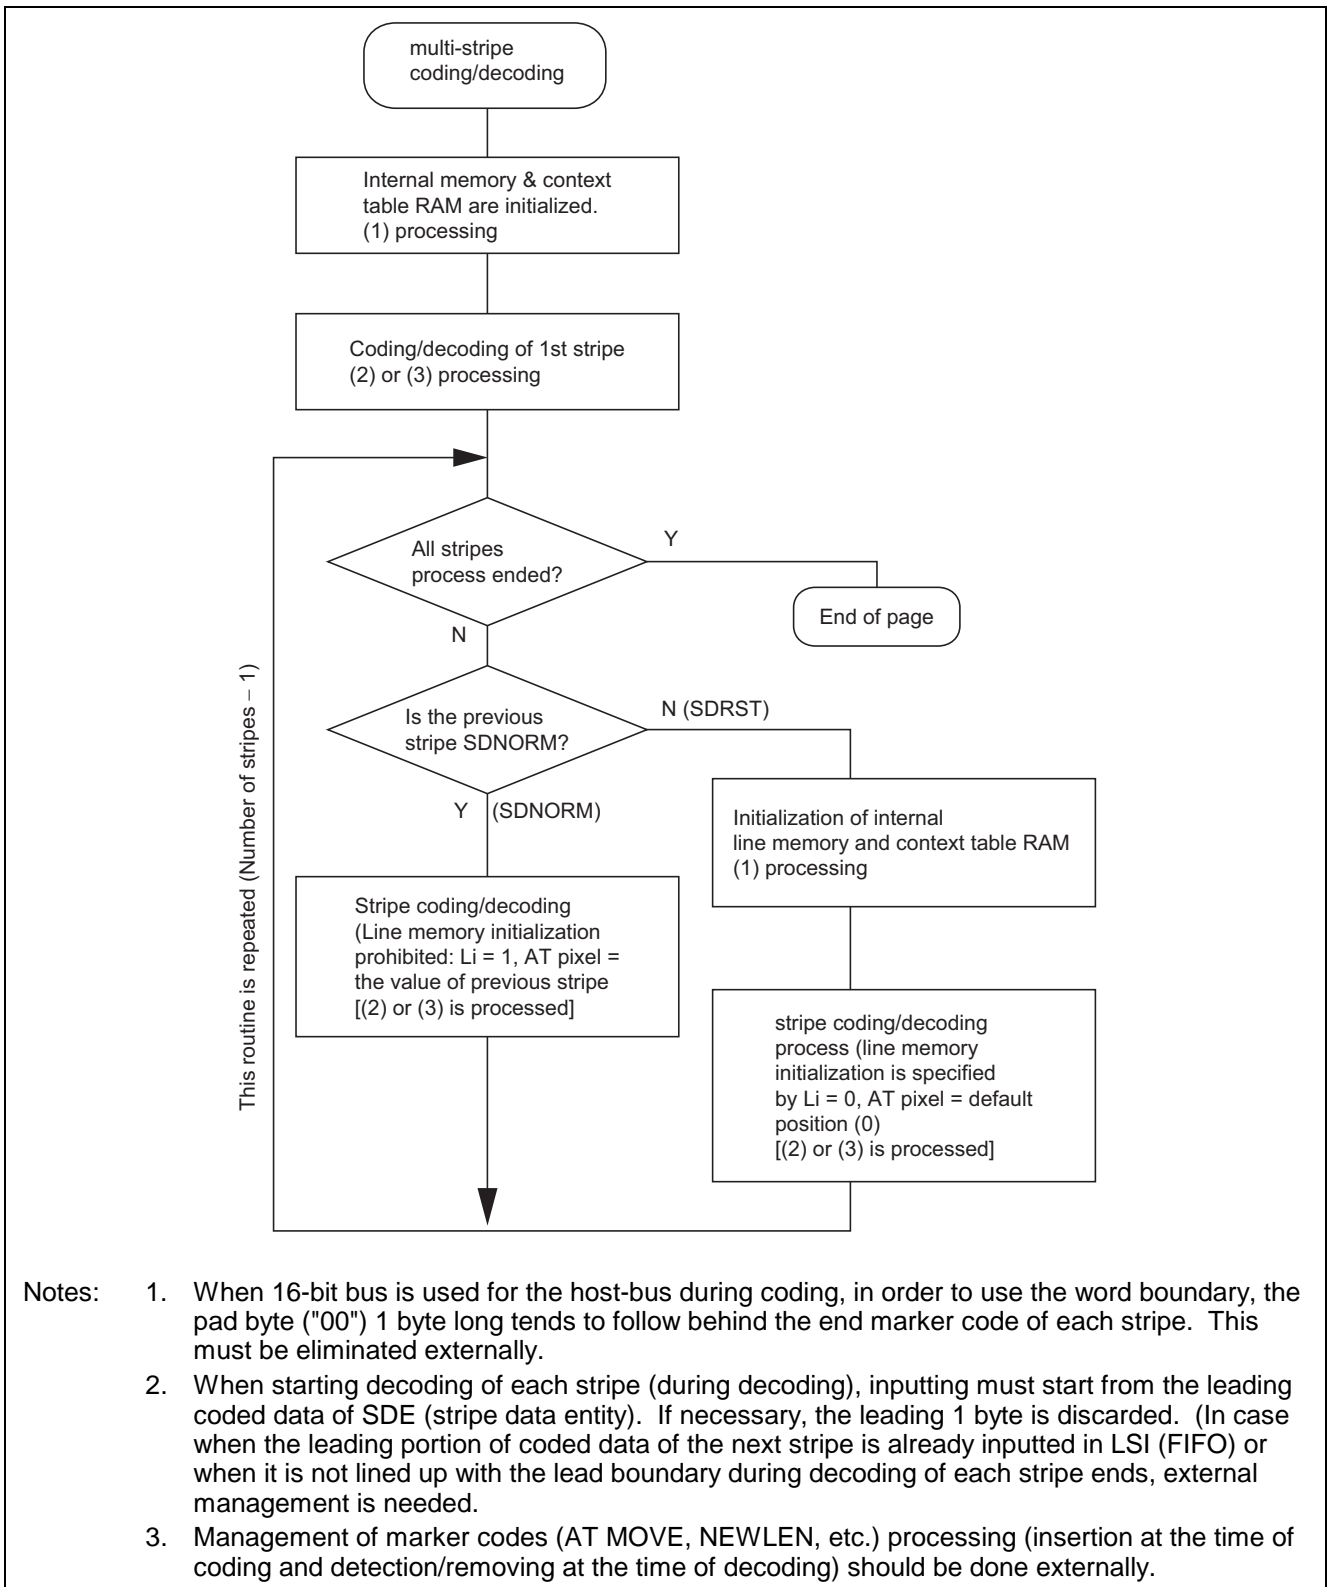 multi-stripe
coding/decoding
Internal memory & context
table RAM are initialized.
(1) processing
Coding/decoding of 1st stripe
(2) or (3) processing
All stripes
process ended?
Y
End of page
N
Is the previous
stripe SDNORM?
N (SDRST)
Y (SDNORM)
Initialization of internal
line memory and context table RAM
(1) processing
Stripe coding/decoding
(Line memory initialization
prohibited: Li = 1, AT pixel =
the value of previous stripe
[(2) or (3) is processed]
stripe coding/decoding
process (line memory
initialization is specified
by Li = 0, AT pixel = default
position (0)
[(2) or (3) is processed]
This routine is repeated (Number of stripes – 1)
Notes: 1. When 16-bit bus is used for the host-bus during coding, in order to use the word boundary, the
pad byte ("00") 1 byte long tends to follow behind the end marker code of each stripe. This
must be eliminated externally.
2. When starting decoding of each stripe (during decoding), inputting must start from the leading
coded data of SDE (stripe data entity). If necessary, the leading 1 byte is discarded. (In case
when the leading portion of coded data of the next stripe is already inputted in LSI (FIFO) or
when it is not lined up with the lead boundary during decoding of each stripe ends, external
management is needed.
3. Management of marker codes (AT MOVE, NEWLEN, etc.) processing (insertion at the time of
coding and detection/removing at the time of decoding) should be done externally.